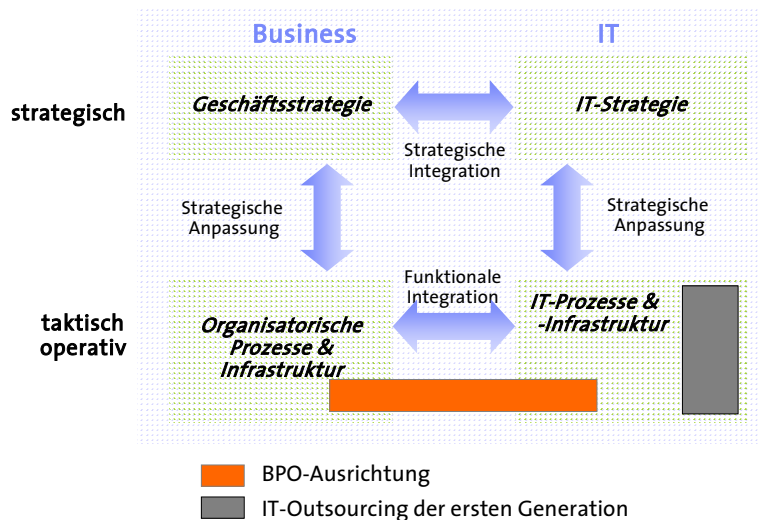 Business
IT
strategisch
Geschäftsstrategie
IT-Strategie
Strategische
Integration
Strategische
Anpassung
Strategische
Anpassung
Funktionale
Integration
taktisch
operativ
Organisatorische
Prozesse &
Infrastruktur
IT-Prozesse &
-Infrastruktur
BPO-Ausrichtung
IT-Outsourcing der ersten Generation